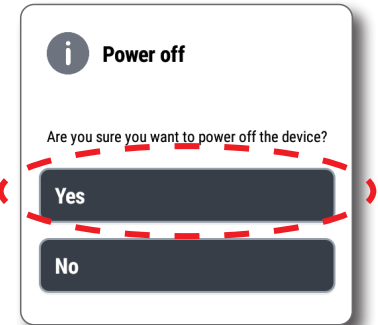 Power off
Are you sure you want to power off the device?
Yes
No